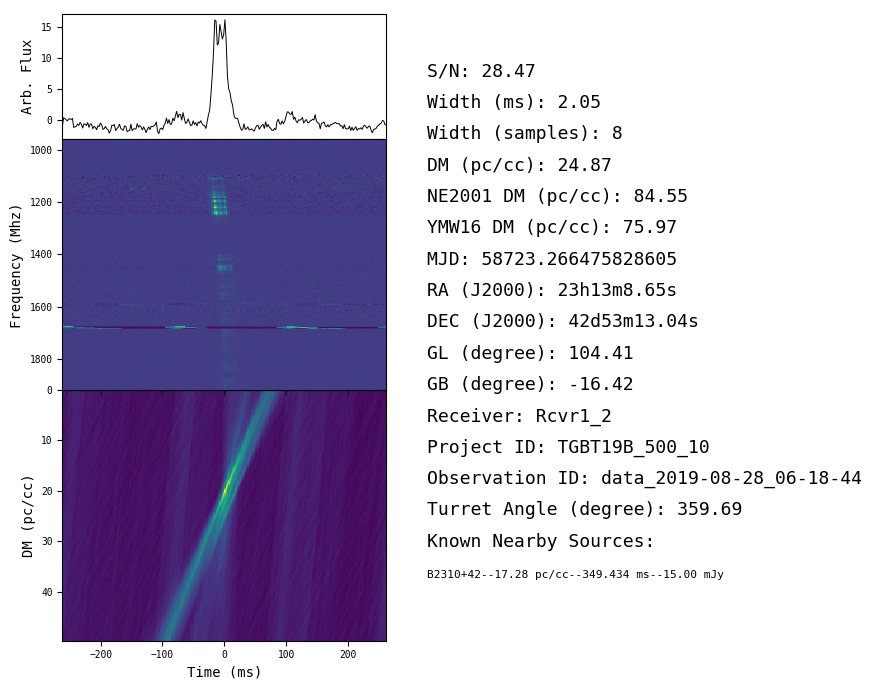 15
10
5
0
Arb. Flux
1000
1200
1400
1600
1800
Frequency (Mhz)
0
10
20
30
40
DM (pc/cc)
−200
−100
0
100
200
Time (ms)
S/N: 28.47
Width (ms): 2.05
Width (samples): 8
DM (pc/cc): 24.87
NE2001 DM (pc/cc): 84.55
YMW16 DM (pc/cc): 75.97
MJD: 58723.266475828605
RA (J2000): 23h13m8.65s
DEC (J2000): 42d53m13.04s
GL (degree): 104.41
GB (degree): -16.42
Receiver: Rcvr1_2
Project ID: TGBT19B_500_10
Observation ID: data_2019-08-28_06-18-44
Turret Angle (degree): 359.69
Known Nearby Sources:
B2310+42--17.28 pc/cc--349.434 ms--15.00 mJy